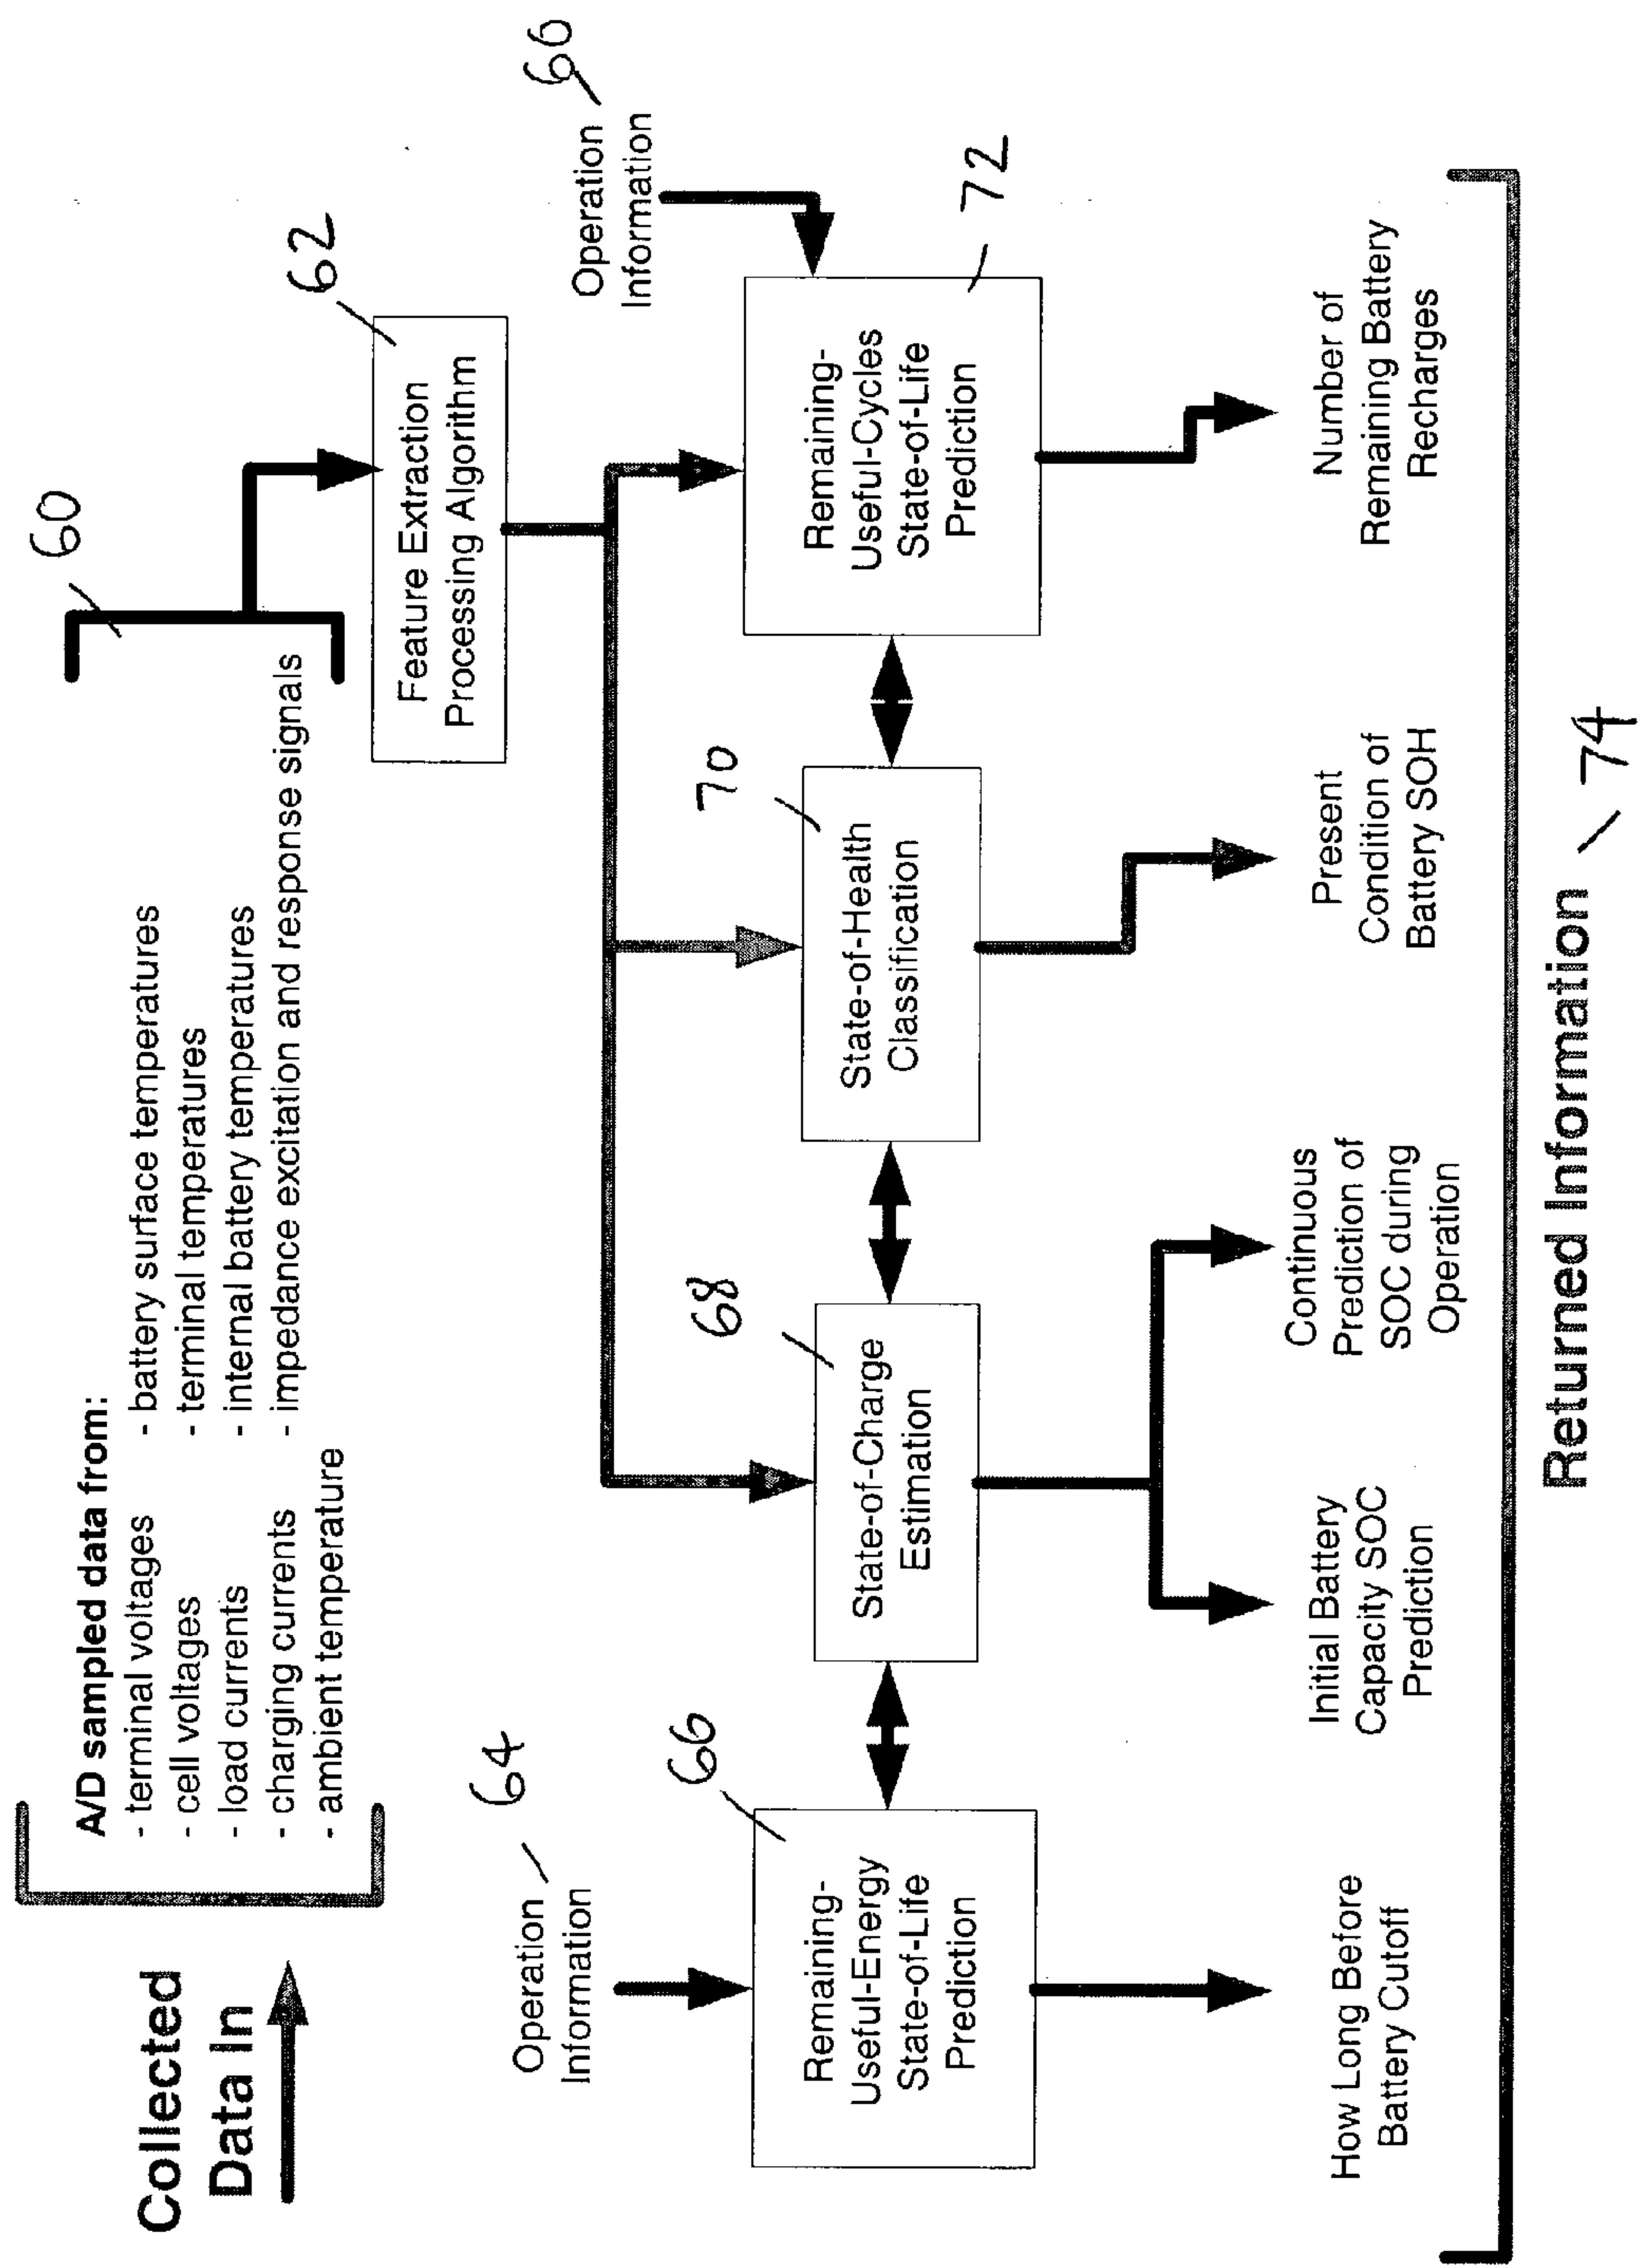 Collected
Data In
A/D sampled data from:
- terminal voltages
- cell voltages
- load currents
- charging currents
- ambient temperature
- battery surface temperatures
- terminal temperatures
- internal battery temperatures
- impedance excitation and response signals
60
62
Feature Extraction
Processing Algorithm
Operation
Information
64
Operation
Information
66
66
Remaining-
Useful-Energy
State-of-Life
Prediction
68
State-of-Charge
Estimation
70
State-of-Health
Classification
72
Remaining-
Useful-Cycles
State-of-Life
Prediction
How Long Before
Battery Cutoff
Initial Battery
Capacity SOC
Prediction
Continuous
Prediction of
SOC during
Operation
Present
Condition of
Battery SOH
Number of
Remaining Battery
Recharges
Returned Information
74